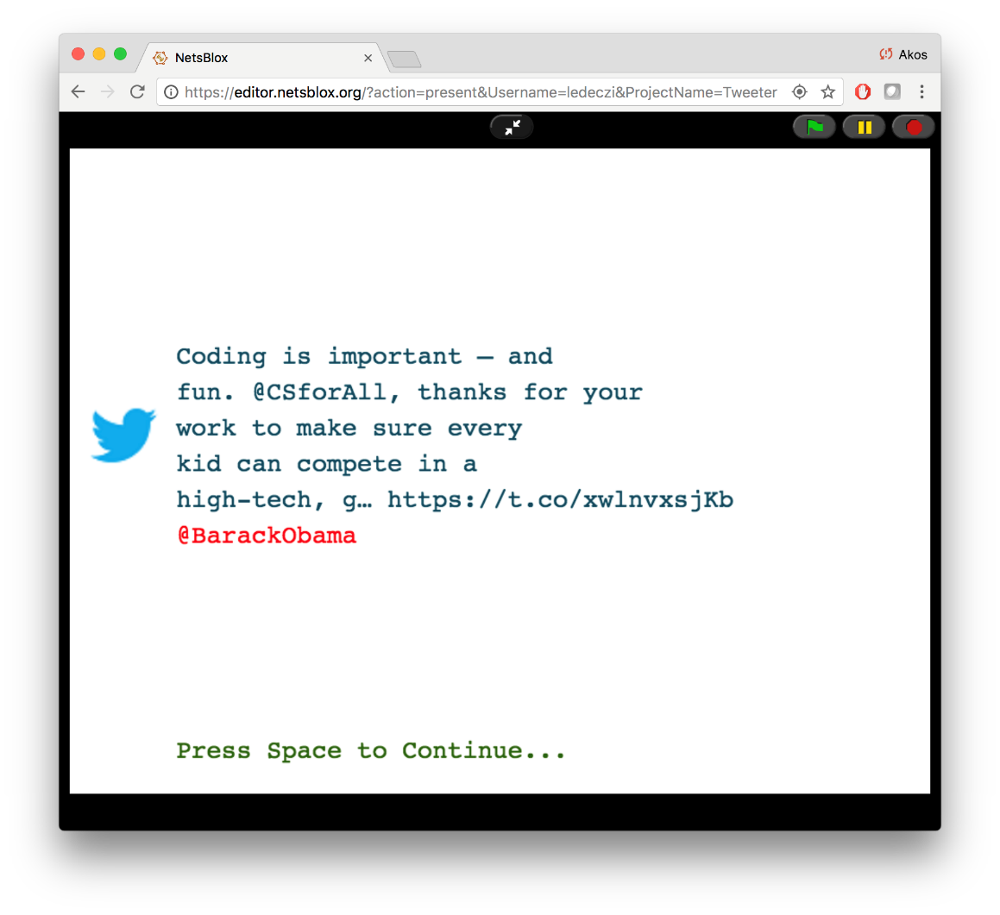 NetsBlox
Akos
https://editor.netsblox.org/?action=present&Username=ledeczi&ProjectName=Tweeter
Coding is important — and
fun. @CSforAll, thanks for your
work to make sure every
kid can compete in a
high-tech, g… https://t.co/xwlnvxsjKb
@BarackObama
Press Space to Continue...